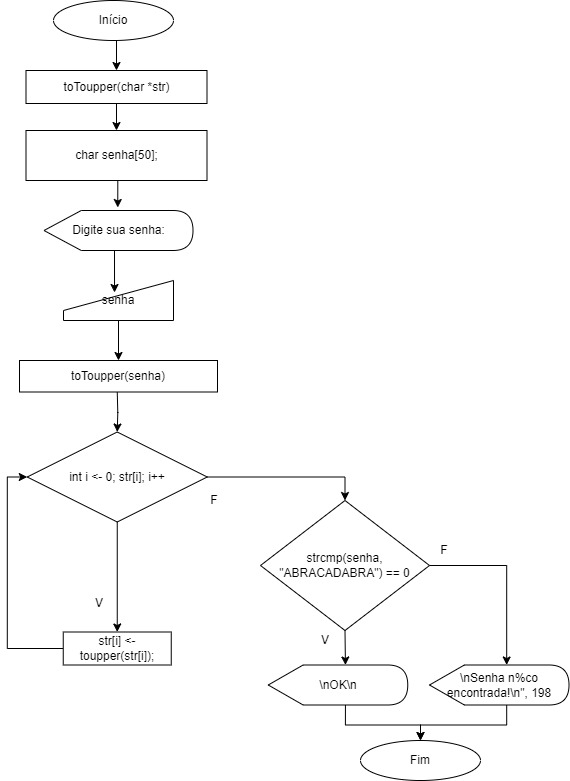 Início
toToupper(char *str)
char senha[50];
Digite sua senha:
senha
toToupper(senha)
int i <- 0; str[i]; i++
F
strcmp(senha,
"ABRACADABRA") == 0
F
V
str[i] <-
toupper(str[i]);
V
\nOK\n
\nSenha n%co
encontrada!\n", 198
Fim